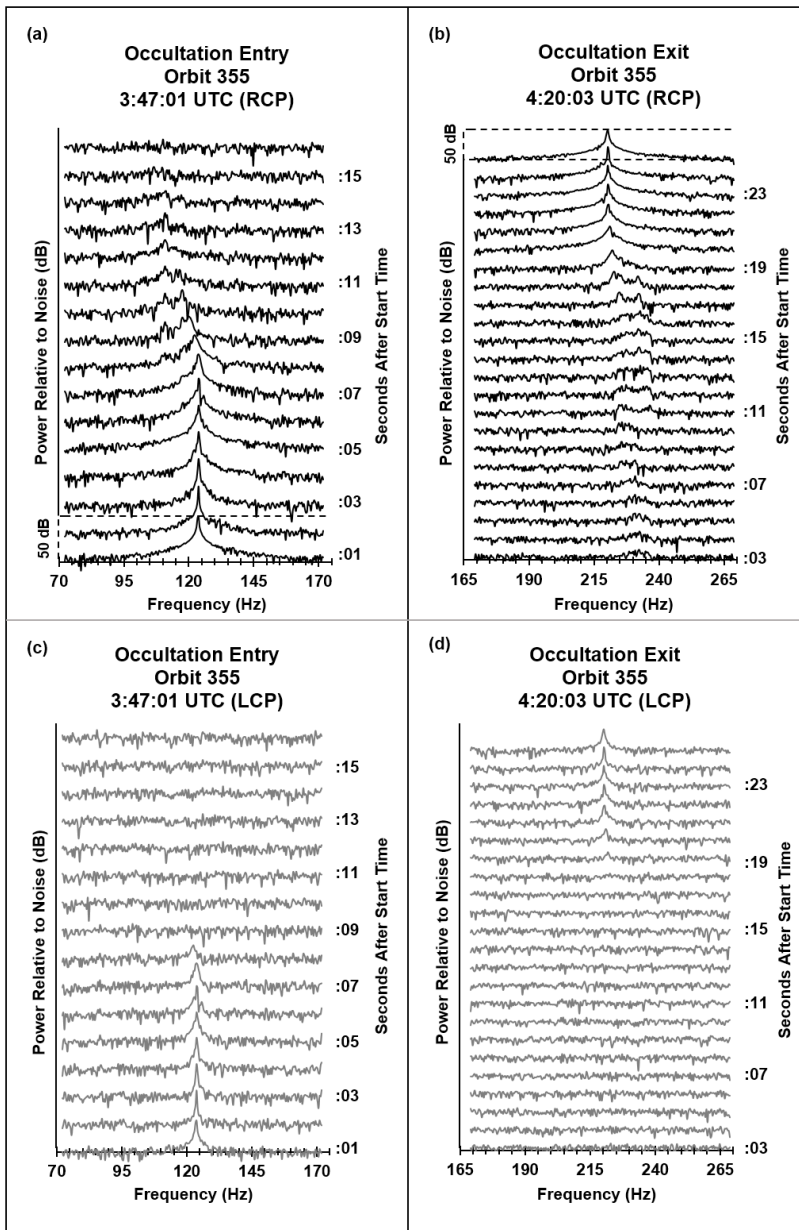 (a)
Occultation Entry
Orbit 355
3:47:01 UTC (RCP)
Power Relative to Noise (dB)
50 dB
:15
:13
:11
:09
:07
:05
:03
:01
Seconds After Start Time
70 95 120 145 170
Frequency (Hz)
(b)
Occultation Exit
Orbit 355
4:20:03 UTC (RCP)
50 dB
Power Relative to Noise (dB)
:23
:19
:15
:11
:07
:03
Seconds After Start Time
165 190 215 240 265
Frequency (Hz)
(c)
Occultation Entry
Orbit 355
3:47:01 UTC (LCP)
Power Relative to Noise (dB)
:15
:13
:11
:09
:07
:05
:03
:01
Seconds After Start Time
70 95 120 145 170
Frequency (Hz)
(d)
Occultation Exit
Orbit 355
4:20:03 UTC (LCP)
Power Relative to Noise (dB)
:23
:19
:15
:11
:07
:03
Seconds After Start Time
165 190 215 240 265
Frequency (Hz)